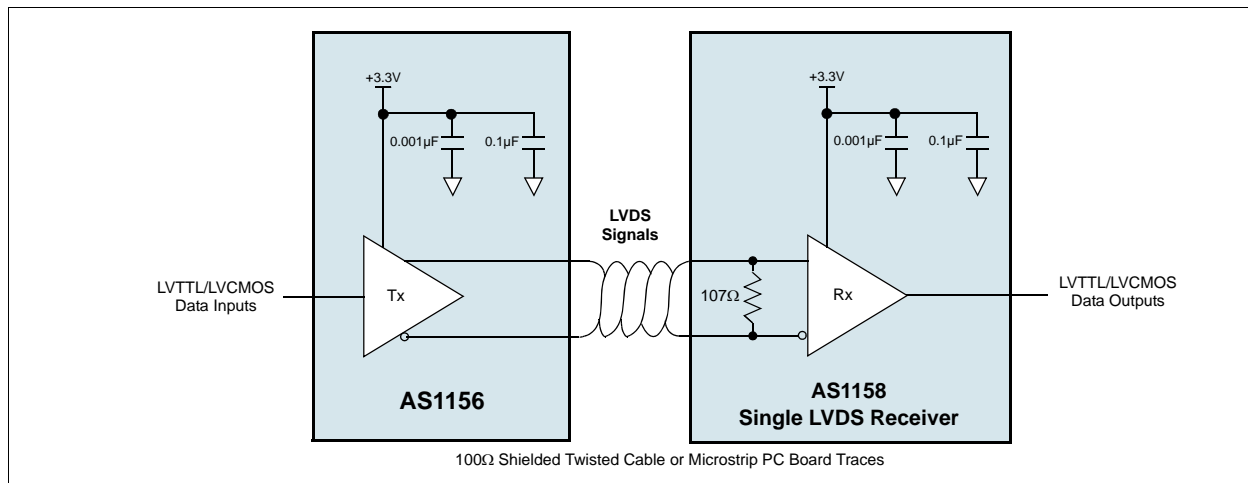 +3.3V
0.001µF
0.1µF
+3.3V
0.001µF
0.1µF
LVDS
Signals
LVTTL/LVCMOS
Data Inputs
Tx
107Ω
Rx
LVTTL/LVCMOS
Data Outputs
AS1156
AS1158
Single LVDS Receiver
100Ω Shielded Twisted Cable or Microstrip PC Board Traces